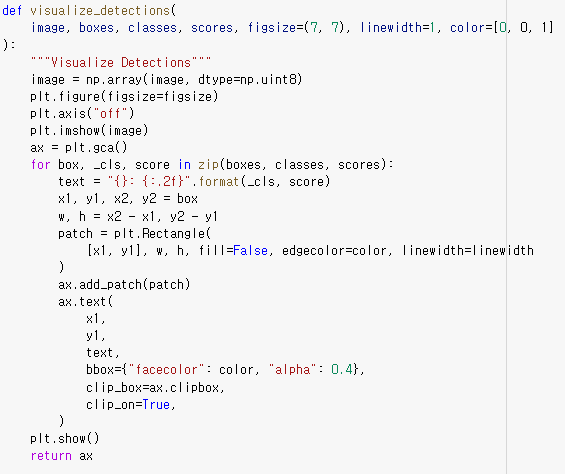 def visualize_detections(
    image, boxes, classes, scores, figsize=(7, 7), linewidth=1, color=[0, 0, 1]
):
    """Visualize Detections"""
    image = np.array(image, dtype=np.uint8)
    plt.figure(figsize=figsize)
    plt.axis("off")
    plt.imshow(image)
    ax = plt.gca()
    for box, _cls, score in zip(boxes, classes, scores):
        text = "{}: {:.2f}".format(_cls, score)
        x1, y1, x2, y2 = box
        w, h = x2 - x1, y2 - y1
        patch = plt.Rectangle(
            [x1, y1], w, h, fill=False, edgecolor=color, linewidth=linewidth
        )
        ax.add_patch(patch)
        ax.text(
            x1,
            y1,
            text,
            bbox={"facecolor": color, "alpha": 0.4},
            clip_box=ax.clipbox,
            clip_on=True,
        )
    plt.show()
    return ax